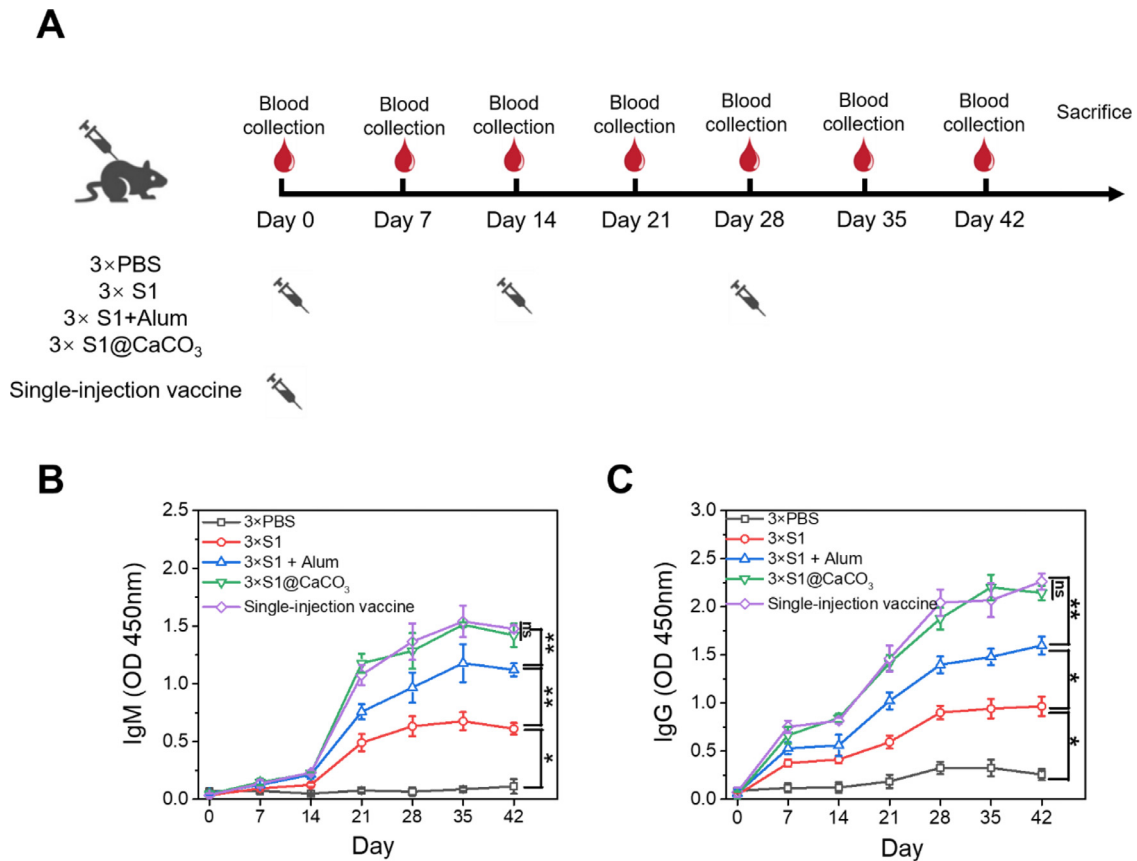 A
Blood collection Blood collection Blood collection Blood collection Blood collection Blood collection Blood collection Sacrifice
Day 0 Day 7 Day 14 Day 21 Day 28 Day 35 Day 42
3×PBS
3× S1
3× S1+Alum
3× S1@CaCO₃
Single-injection vaccine
B
2.5
2.0
1.5
1.0
0.5
0.0
IgM (OD 450nm)
3×PBS
3×S1
3×S1 + Alum
3×S1@CaCO₃
Single-injection vaccine
ns
**
**
*
0 7 14 21 28 35 42
Day
C
3.0
2.5
2.0
1.5
1.0
0.5
0.0
IgG (OD 450nm)
3×PBS
3×S1
3×S1 + Alum
3×S1@CaCO₃
Single-injection vaccine
ns
**
*
*
0 7 14 21 28 35 42
Day